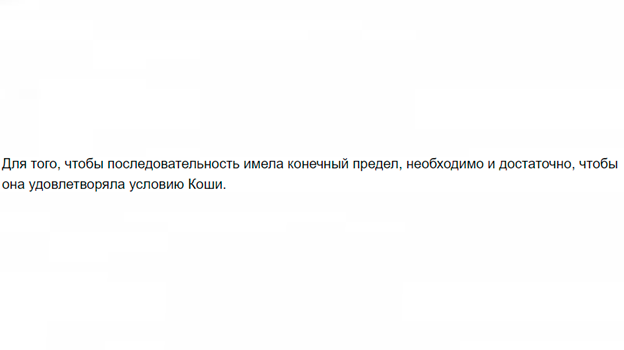 Для того, чтобы последовательность имела конечный предел, необходимо и достаточно, чтобы
она удовлетворяла условию Коши.